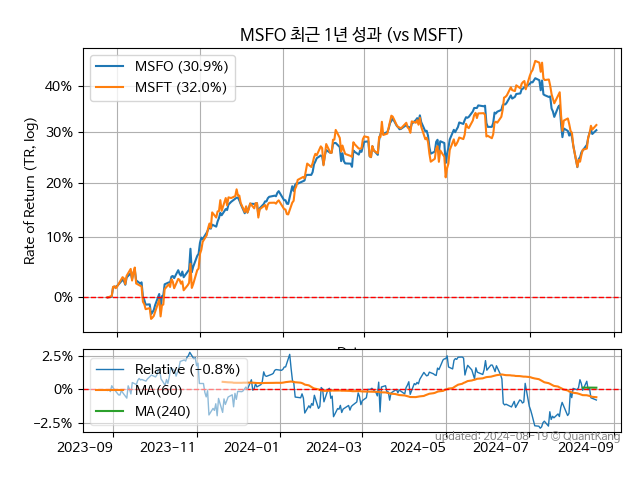 MSFO 최근 1년 성과 (vs MSFT)
MSFO (30.9%)
MSFT (32.0%)
Rate of Return (TR, log)
40%
30%
20%
10%
0%
2.5%
0%
−2.5%
Relative (−0.8%)
MA(60)
MA(240)
2023−09
2023−11
2024−01
2024−03
2024−05
2024−07
2024−09
updated: 2024−08−19 © QuantKang